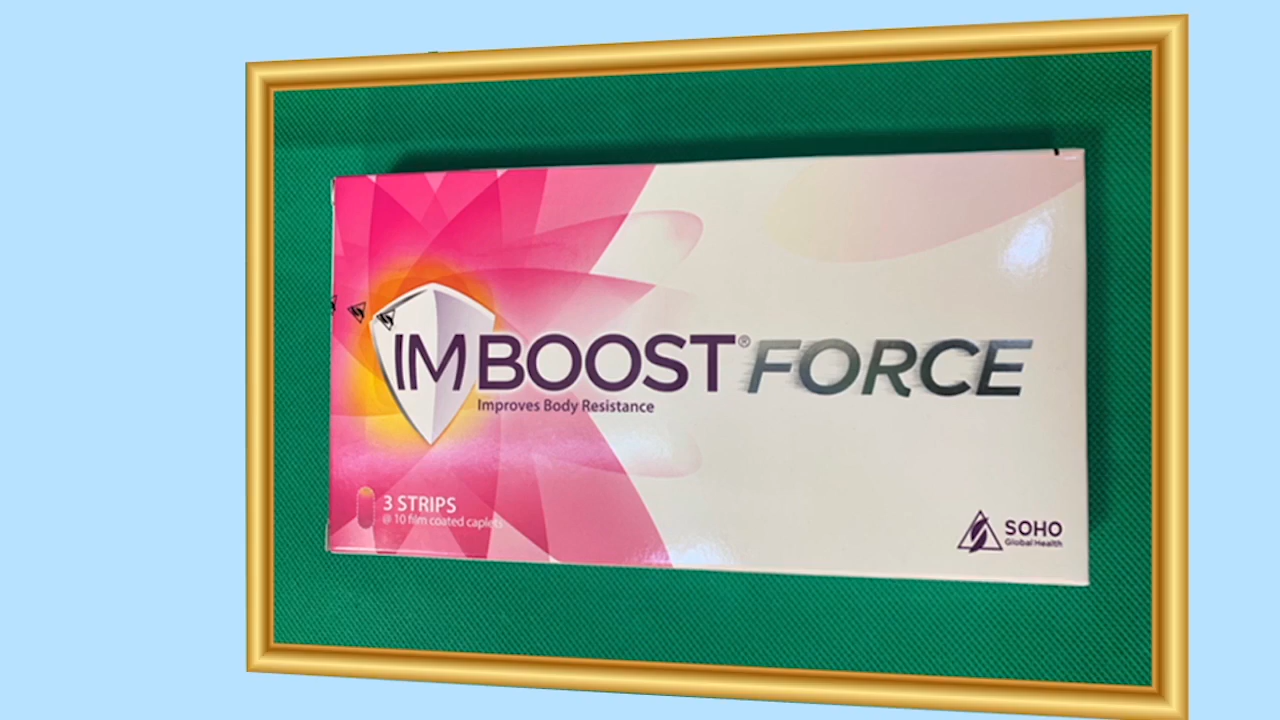 IMBOOST® FORCE
Improves Body Resistance
3 STRIPS
@ 10 film coated caplets
SOHO
Global Health